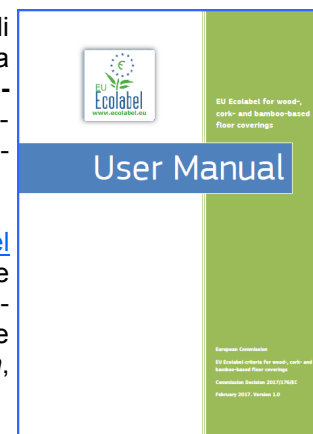 li
a
-
-
-
el
e
-
e
,
EU
Ecolabel
www.ecolabel.eu
EU Ecolabel for wood-,
cork- and bamboo-based
floor coverings
User Manual
European Commission
EU Ecolabel criteria for wood-, cork- and
bamboo-based floor coverings
Commission Decision 2017/176/EC
February 2017. Version 1.0